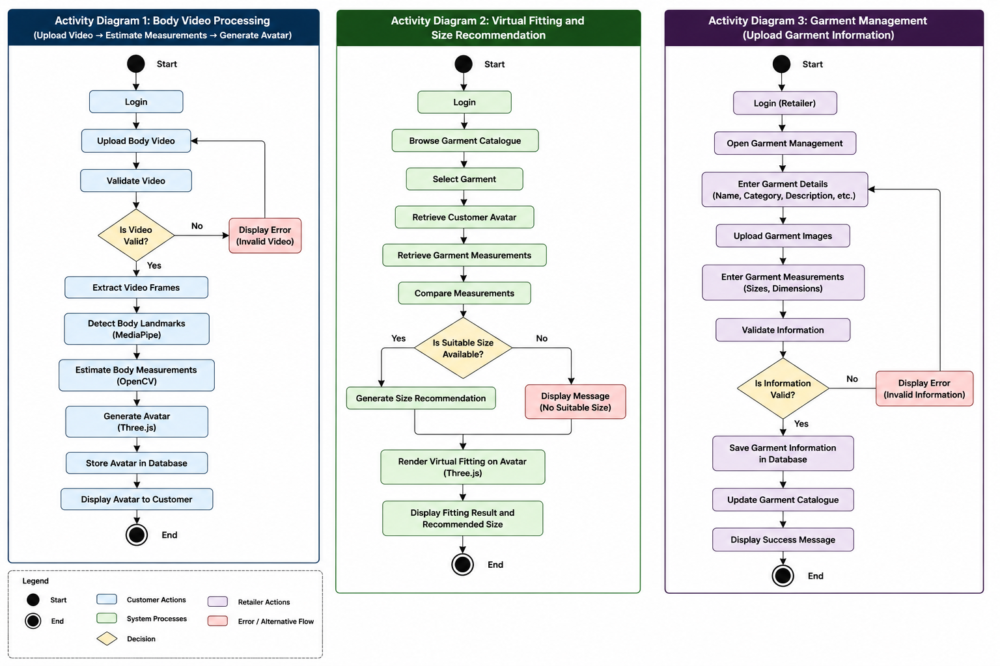 Activity Diagram 1: Body Video Processing
(Upload Video → Estimate Measurements → Generate Avatar)
Start
Login
Upload Body Video
Validate Video
Is Video
Valid?
No
Display Error
(Invalid Video)
Yes
Extract Video Frames
Detect Body Landmarks
(MediaPipe)
Estimate Body Measurements
(OpenCV)
Generate Avatar
(Three.js)
Store Avatar in Database
Display Avatar to Customer
End
Activity Diagram 2: Virtual Fitting and
Size Recommendation
Start
Login
Browse Garment Catalogue
Select Garment
Retrieve Customer Avatar
Retrieve Garment Measurements
Compare Measurements
Is Suitable Size
Available?
Yes
No
Generate Size Recommendation
Display Message
(No Suitable Size)
Render Virtual Fitting on Avatar
(Three.js)
Display Fitting Result and
Recommended Size
End
Activity Diagram 3: Garment Management
(Upload Garment Information)
Start
Login (Retailer)
Open Garment Management
Enter Garment Details
(Name, Category, Description, etc.)
Upload Garment Images
Enter Garment Measurements
(Sizes, Dimensions)
Validate Information
Is Information
Valid?
No
Display Error
(Invalid Information)
Yes
Save Garment Information
in Database
Update Garment Catalogue
Display Success Message
End
Legend
Start
End
Customer Actions
System Processes
Decision
Retailer Actions
Error / Alternative Flow